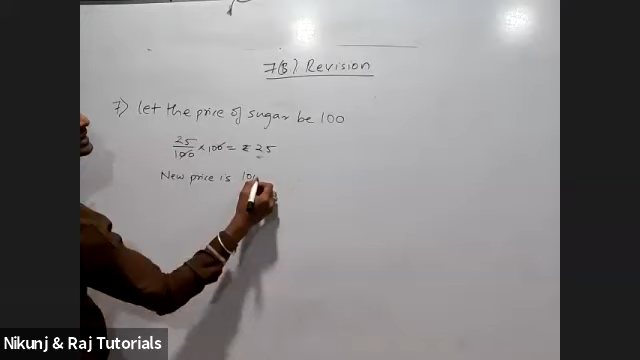 7(B) Revision
7) let the price of sugar be 100
25/100 × 100 = ₹ 25
New price is 100
Nikunj & Raj Tutorials